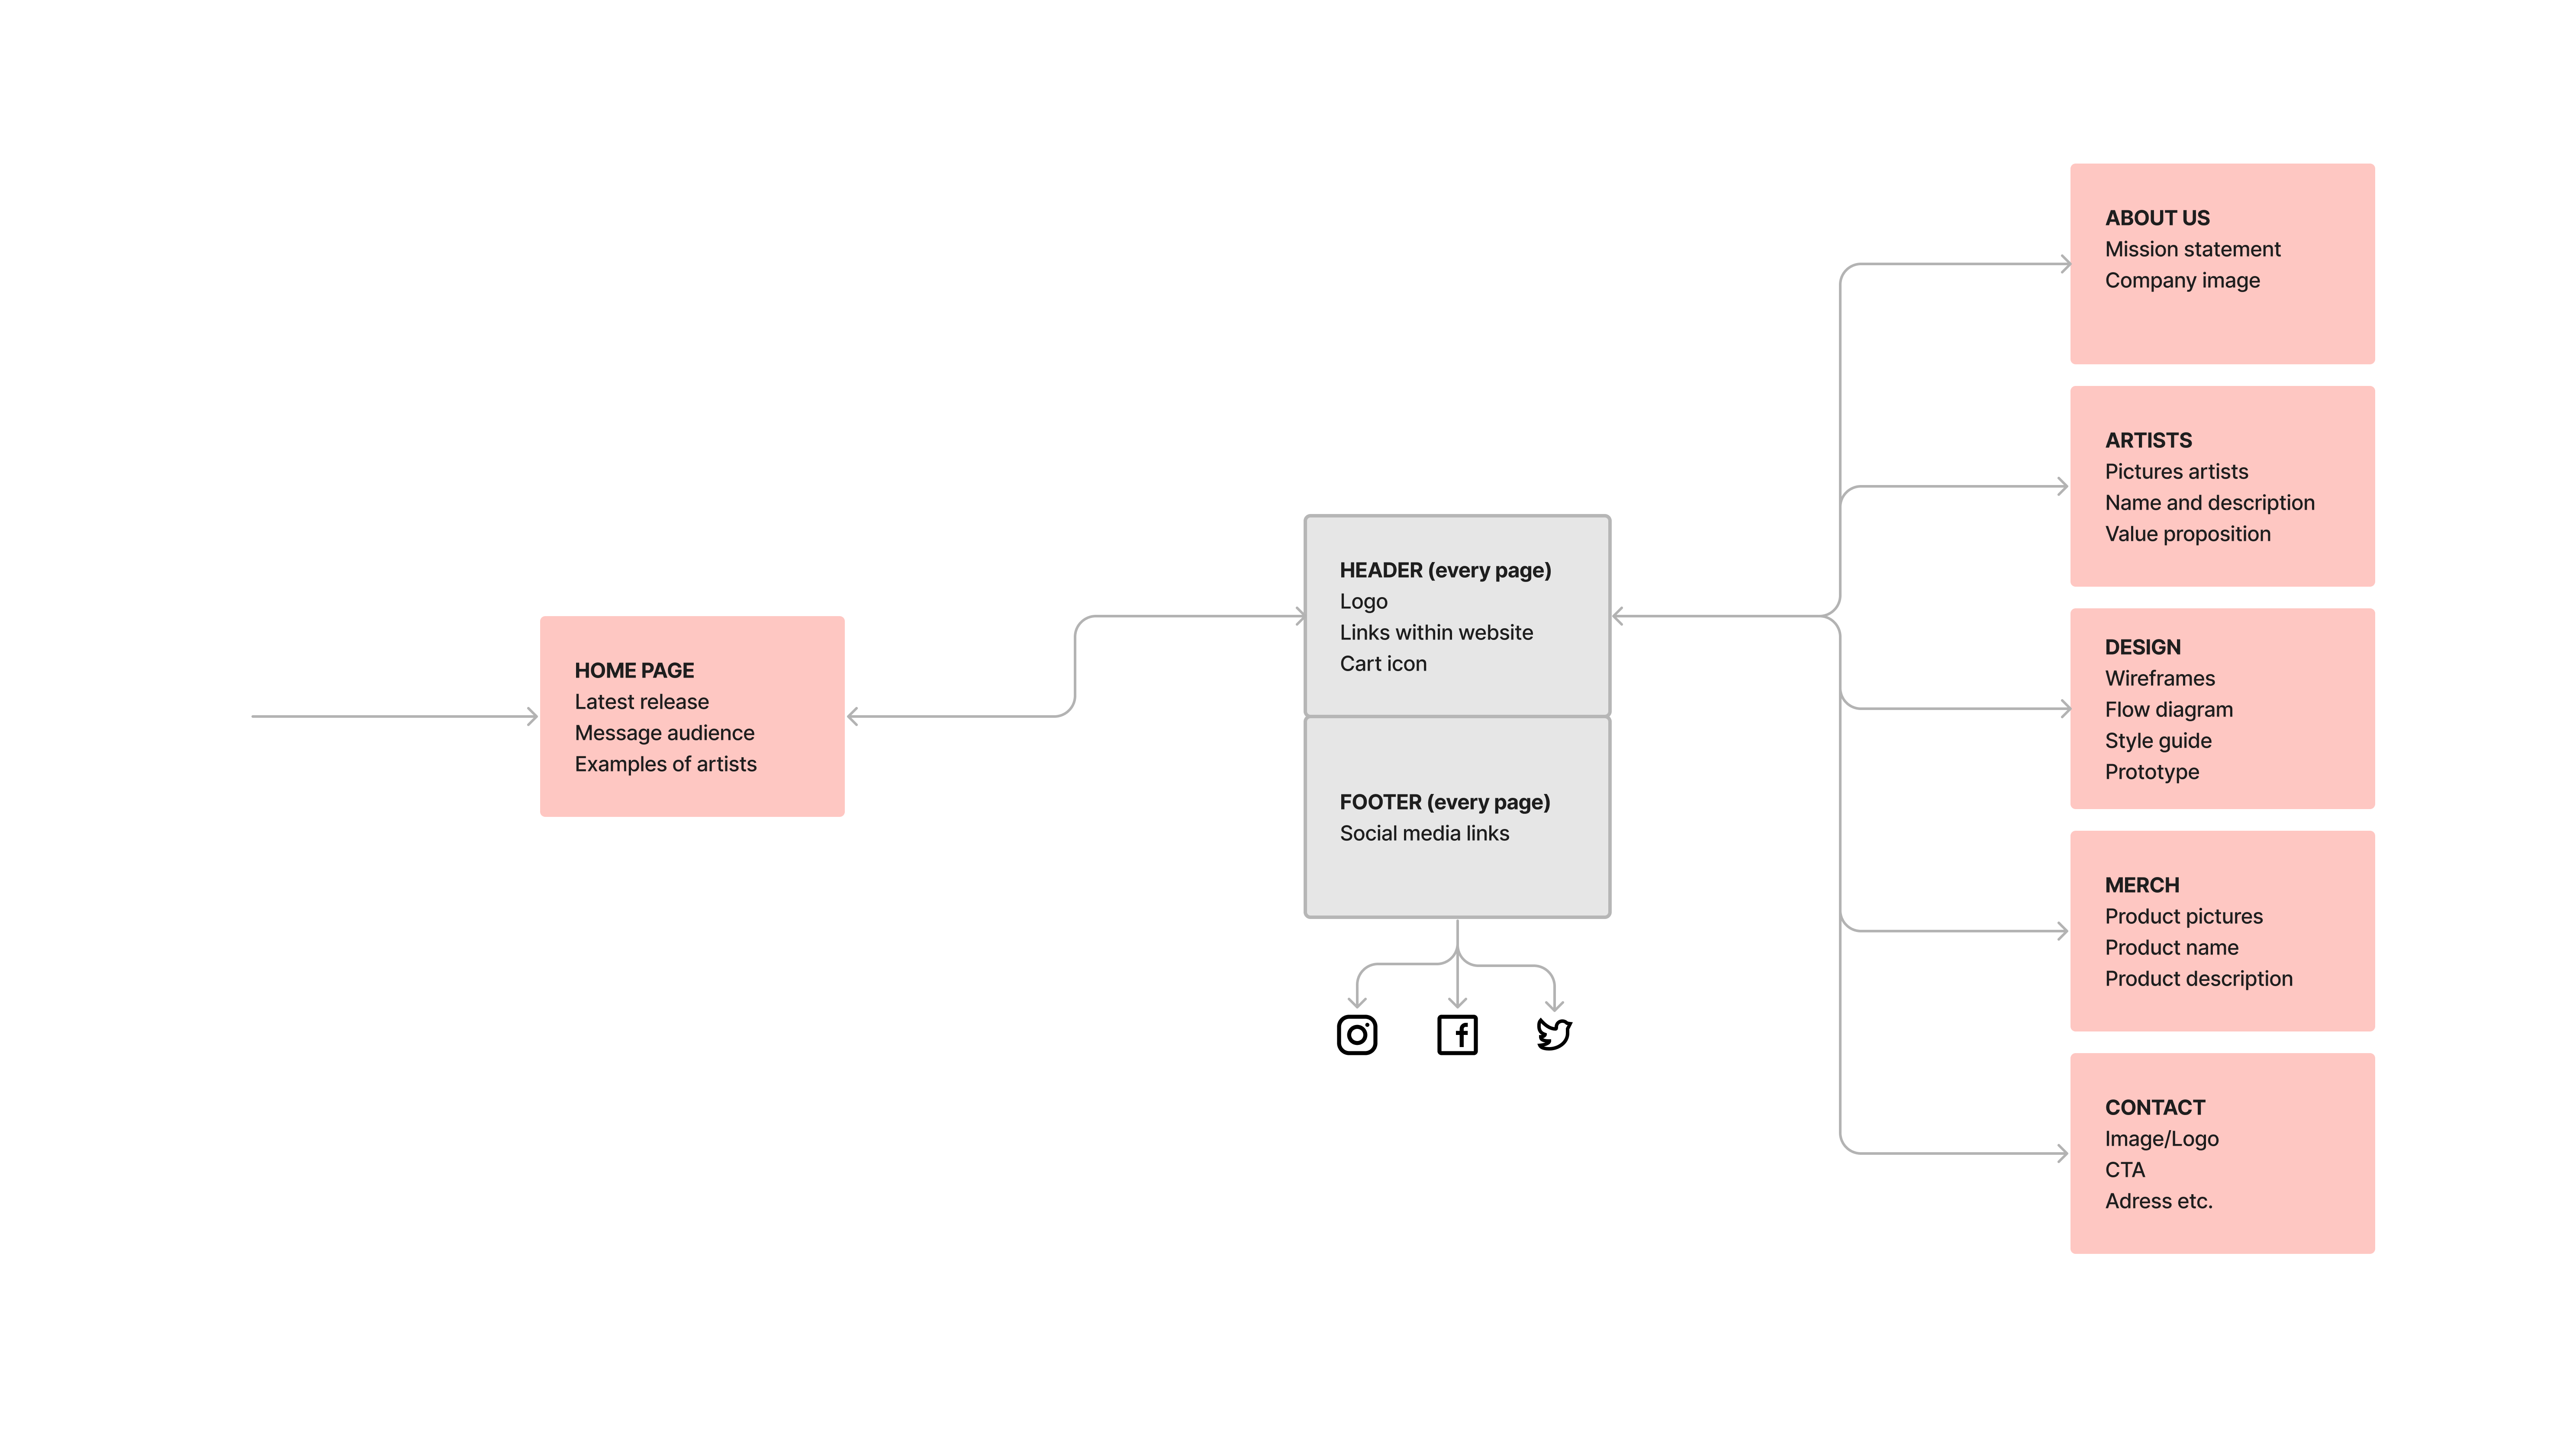 HOME PAGE
Latest release
Message audience
Examples of artists
HEADER (every page)
Logo
Links within website
Cart icon
FOOTER (every page)
Social media links
ABOUT US
Mission statement
Company image
ARTISTS
Pictures artists
Name and description
Value proposition
DESIGN
Wireframes
Flow diagram
Style guide
Prototype
MERCH
Product pictures
Product name
Product description
CONTACT
Image/Logo
CTA
Adress etc.